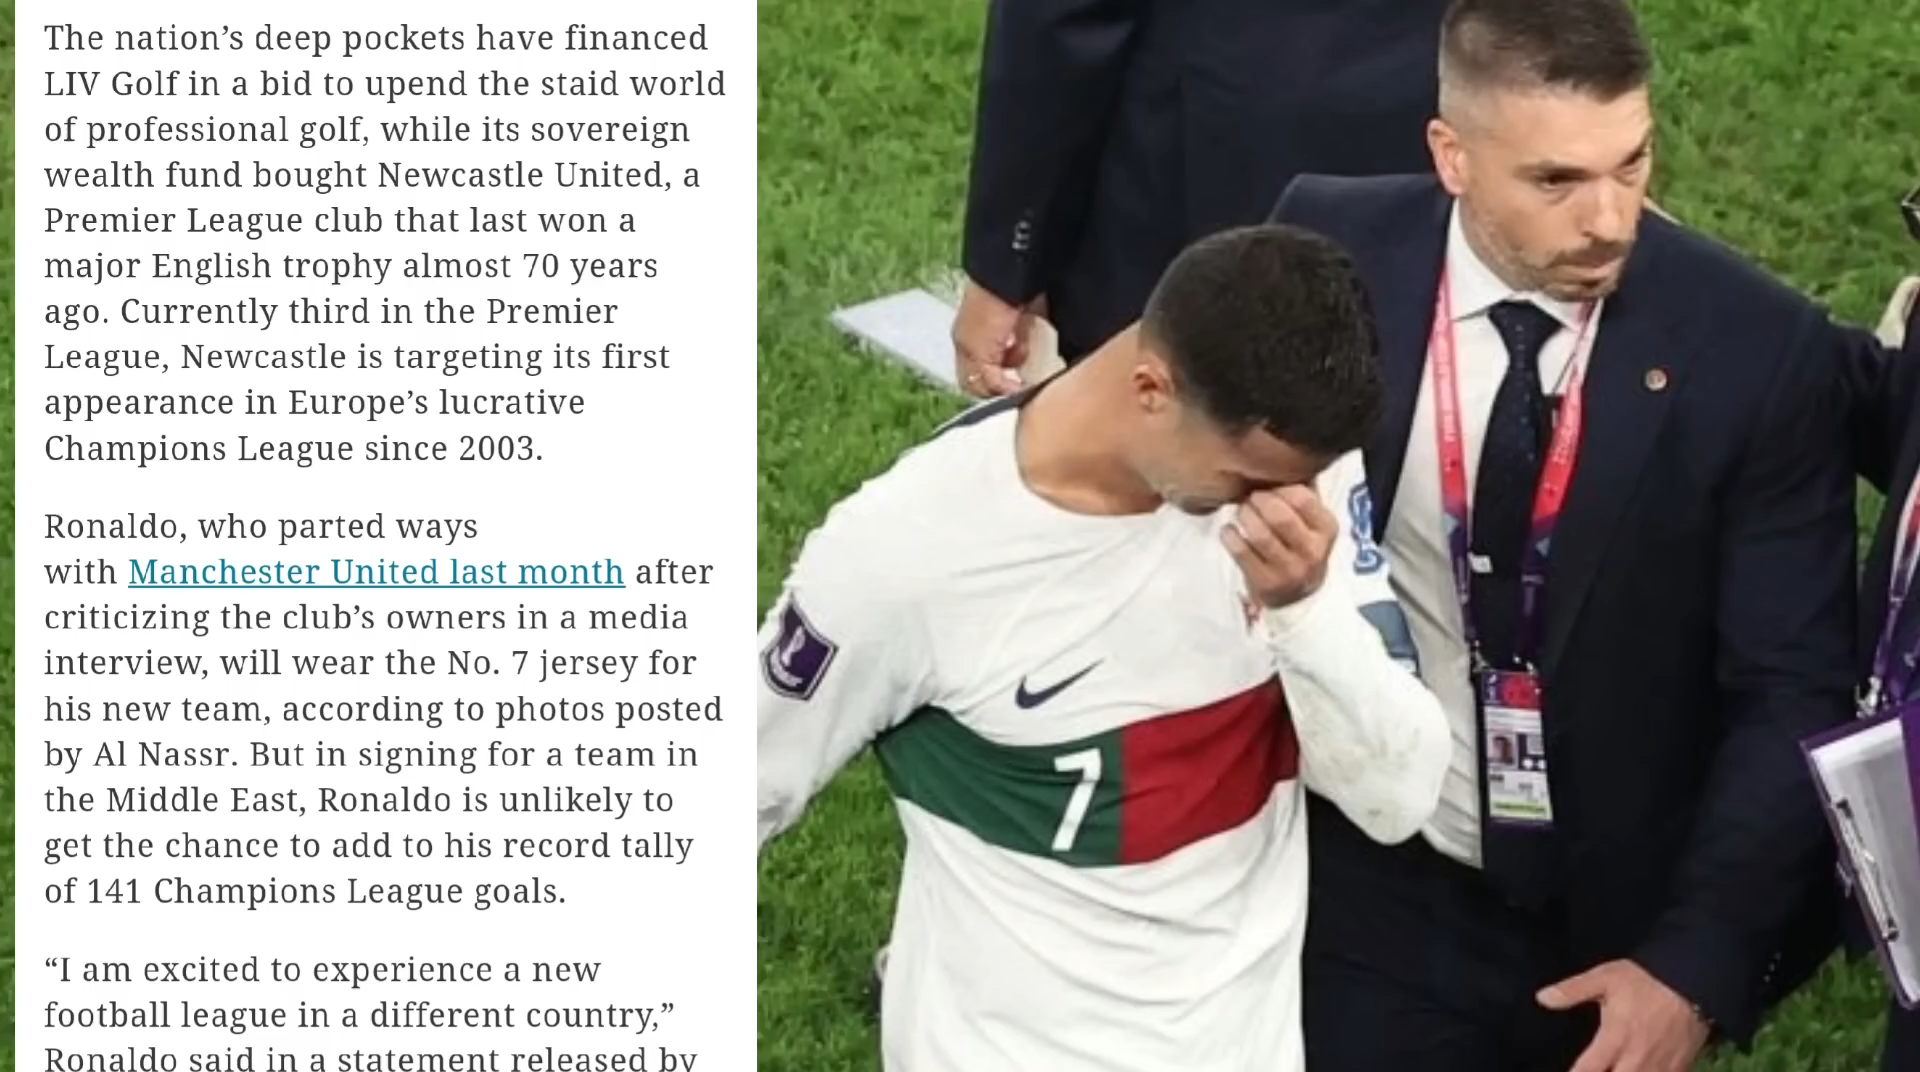 The nation’s deep pockets have financed
LIV Golf in a bid to upend the staid world
of professional golf, while its sovereign
wealth fund bought Newcastle United, a
Premier League club that last won a
major English trophy almost 70 years
ago. Currently third in the Premier
League, Newcastle is targeting its first
appearance in Europe’s lucrative
Champions League since 2003.
Ronaldo, who parted ways
with Manchester United last month after
criticizing the club’s owners in a media
interview, will wear the No. 7 jersey for
his new team, according to photos posted
by Al Nassr. But in signing for a team in
the Middle East, Ronaldo is unlikely to
get the chance to add to his record tally
of 141 Champions League goals.
“I am excited to experience a new
football league in a different country,”
Ronaldo said in a statement released by
7